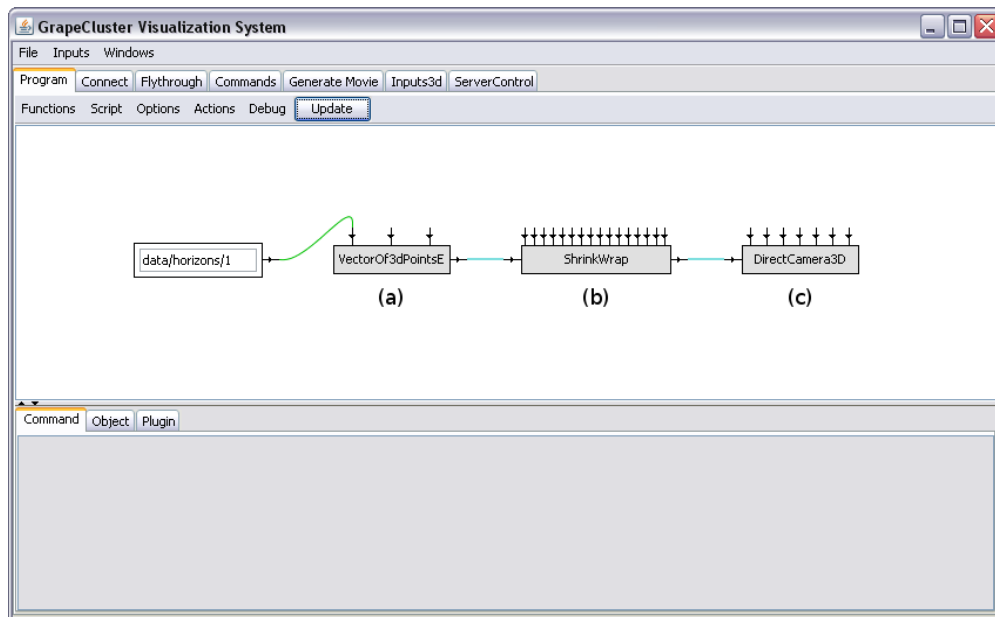 GrapeCluster Visualization System
File Inputs Windows
Program Connect Flythrough Commands Generate Movie Inputs3d ServerControl
Functions Script Options Actions Debug Update
data/horizons/1 VectorOf3dPointsE ShrinkWrap DirectCamera3D
(a) (b) (c)
Command Object Plugin